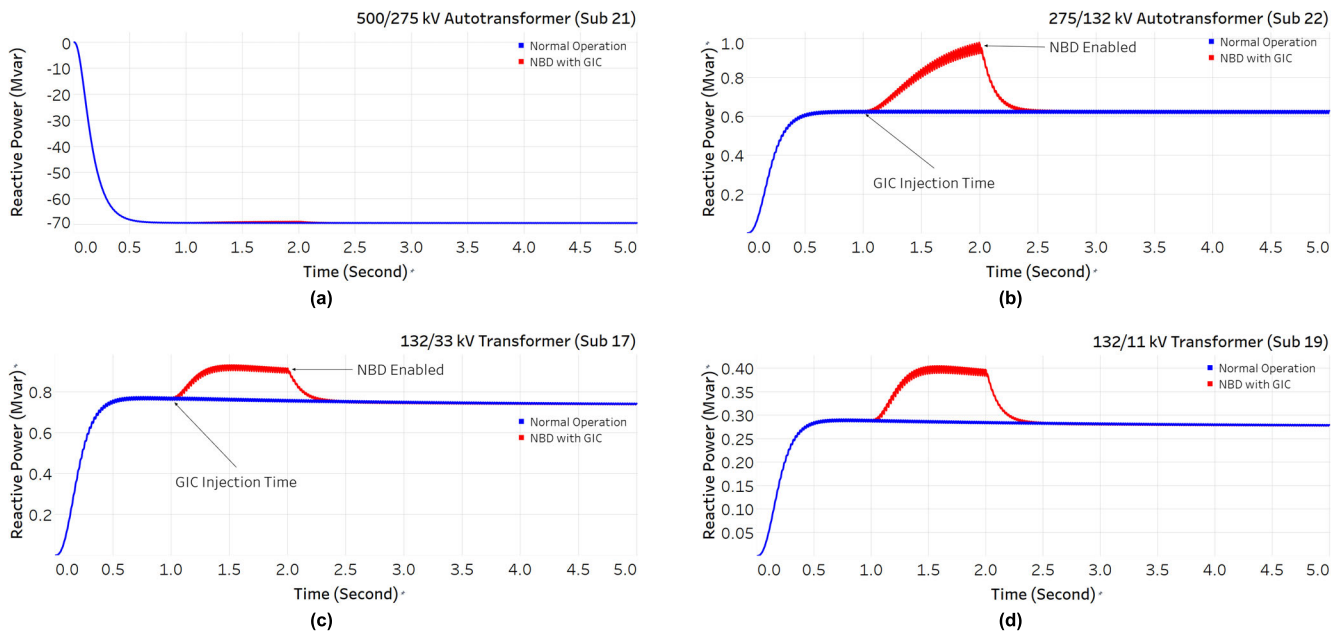 500/275 kV Autotransformer (Sub 21)
Reactive Power (Mvar)
0
-10
-20
-30
-40
-50
-60
-70
Normal Operation
NBD with GIC
0.0 0.5 1.0 1.5 2.0 2.5 3.0 3.5 4.0 4.5 5.0
Time (Second)
(a)
275/132 kV Autotransformer (Sub 22)
Reactive Power (Mvar)
1.0
0.8
0.6
0.4
0.2
NBD Enabled
Normal Operation
NBD with GIC
GIC Injection Time
0.0 0.5 1.0 1.5 2.0 2.5 3.0 3.5 4.0 4.5 5.0
Time (Second)
(b)
132/33 kV Transformer (Sub 17)
Reactive Power (Mvar)
0.8
0.6
0.4
0.2
NBD Enabled
Normal Operation
NBD with GIC
GIC Injection Time
0.0 0.5 1.0 1.5 2.0 2.5 3.0 3.5 4.0 4.5 5.0
Time (Second)
(c)
132/11 kV Transformer (Sub 19)
Reactive Power (Mvar)
0.40
0.35
0.30
0.25
0.20
0.15
0.10
0.05
Normal Operation
NBD with GIC
0.0 0.5 1.0 1.5 2.0 2.5 3.0 3.5 4.0 4.5 5.0
Time (Second)
(d)